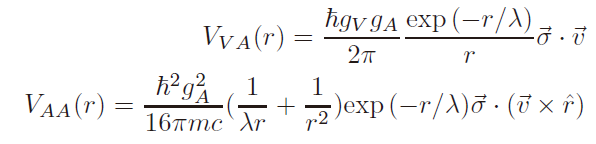 V_{VA}(r) = \frac{\hbar g_V g_A}{2\pi} \frac{\exp(-r/\lambda)}{r} \vec{\sigma} \cdot \vec{v}
V_{AA}(r) = \frac{\hbar^2 g_A^2}{16\pi mc} (\frac{1}{\lambda r} + \frac{1}{r^2}) \exp(-r/\lambda) \vec{\sigma} \cdot (\vec{v} \times \hat{r})